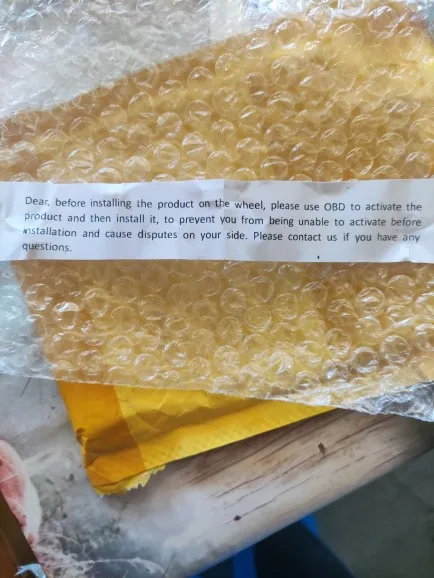 Dear, before installing the product on the wheel, please use OBD to activate the
product and then install it, to prevent you from being unable to activate before
installation and cause disputes on your side. Please contact us if you have any
questions.